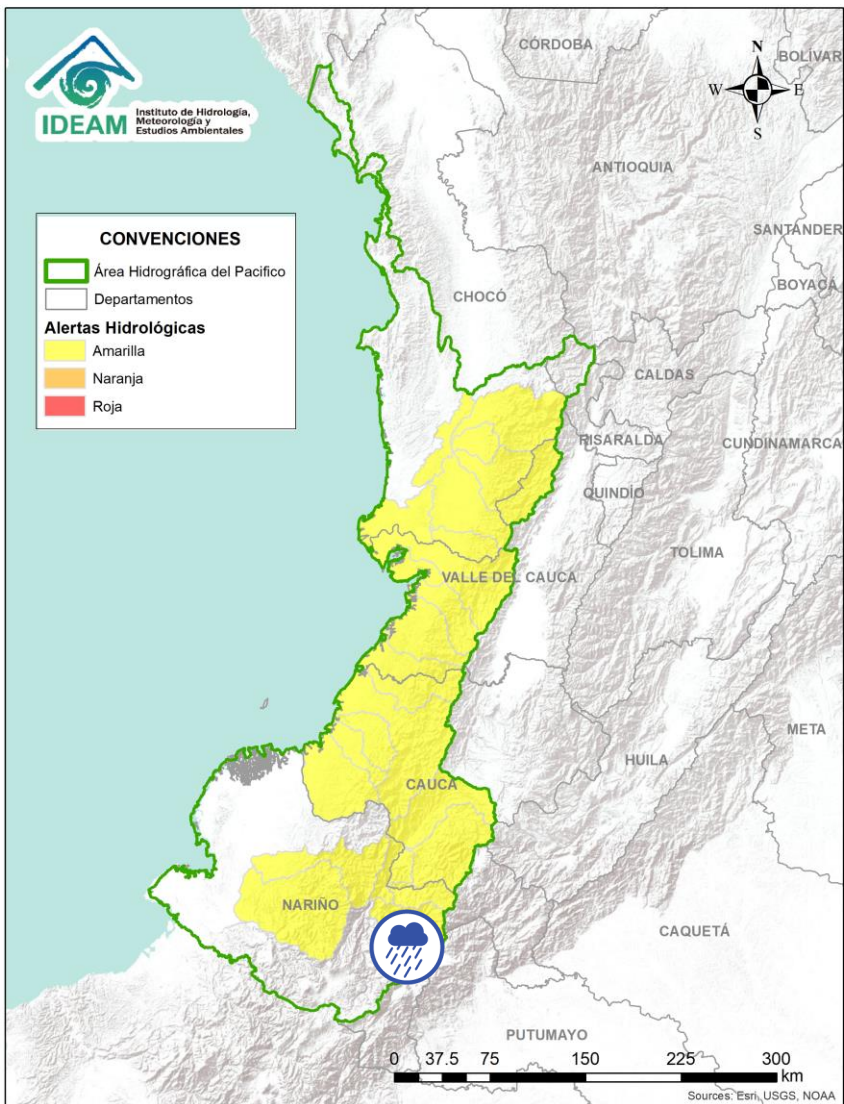 IDEAM
Instituto de Hidrología,
Meteorología y
Estudios Ambientales
CÓRDOBA
BOLÍVAR
N
W
E
S
ANTIOQUIA
SANTANDER
BOYACÁ
CONVENCIONES
Área Hidrográfica del Pacifico
Departamentos
Alertas Hidrológicas
Amarilla
Naranja
Roja
CHOCÓ
CALDAS
RISARALDA
CUNDINAMARCA
QUINDÍO
TOLIMA
VALLE DEL CAUCA
META
HUILA
CAUCA
NARIÑO
CAQUETÁ
PUTUMAYO
0 37.5 75 150 225 300
km
Sources: Esri, USGS, NOAA